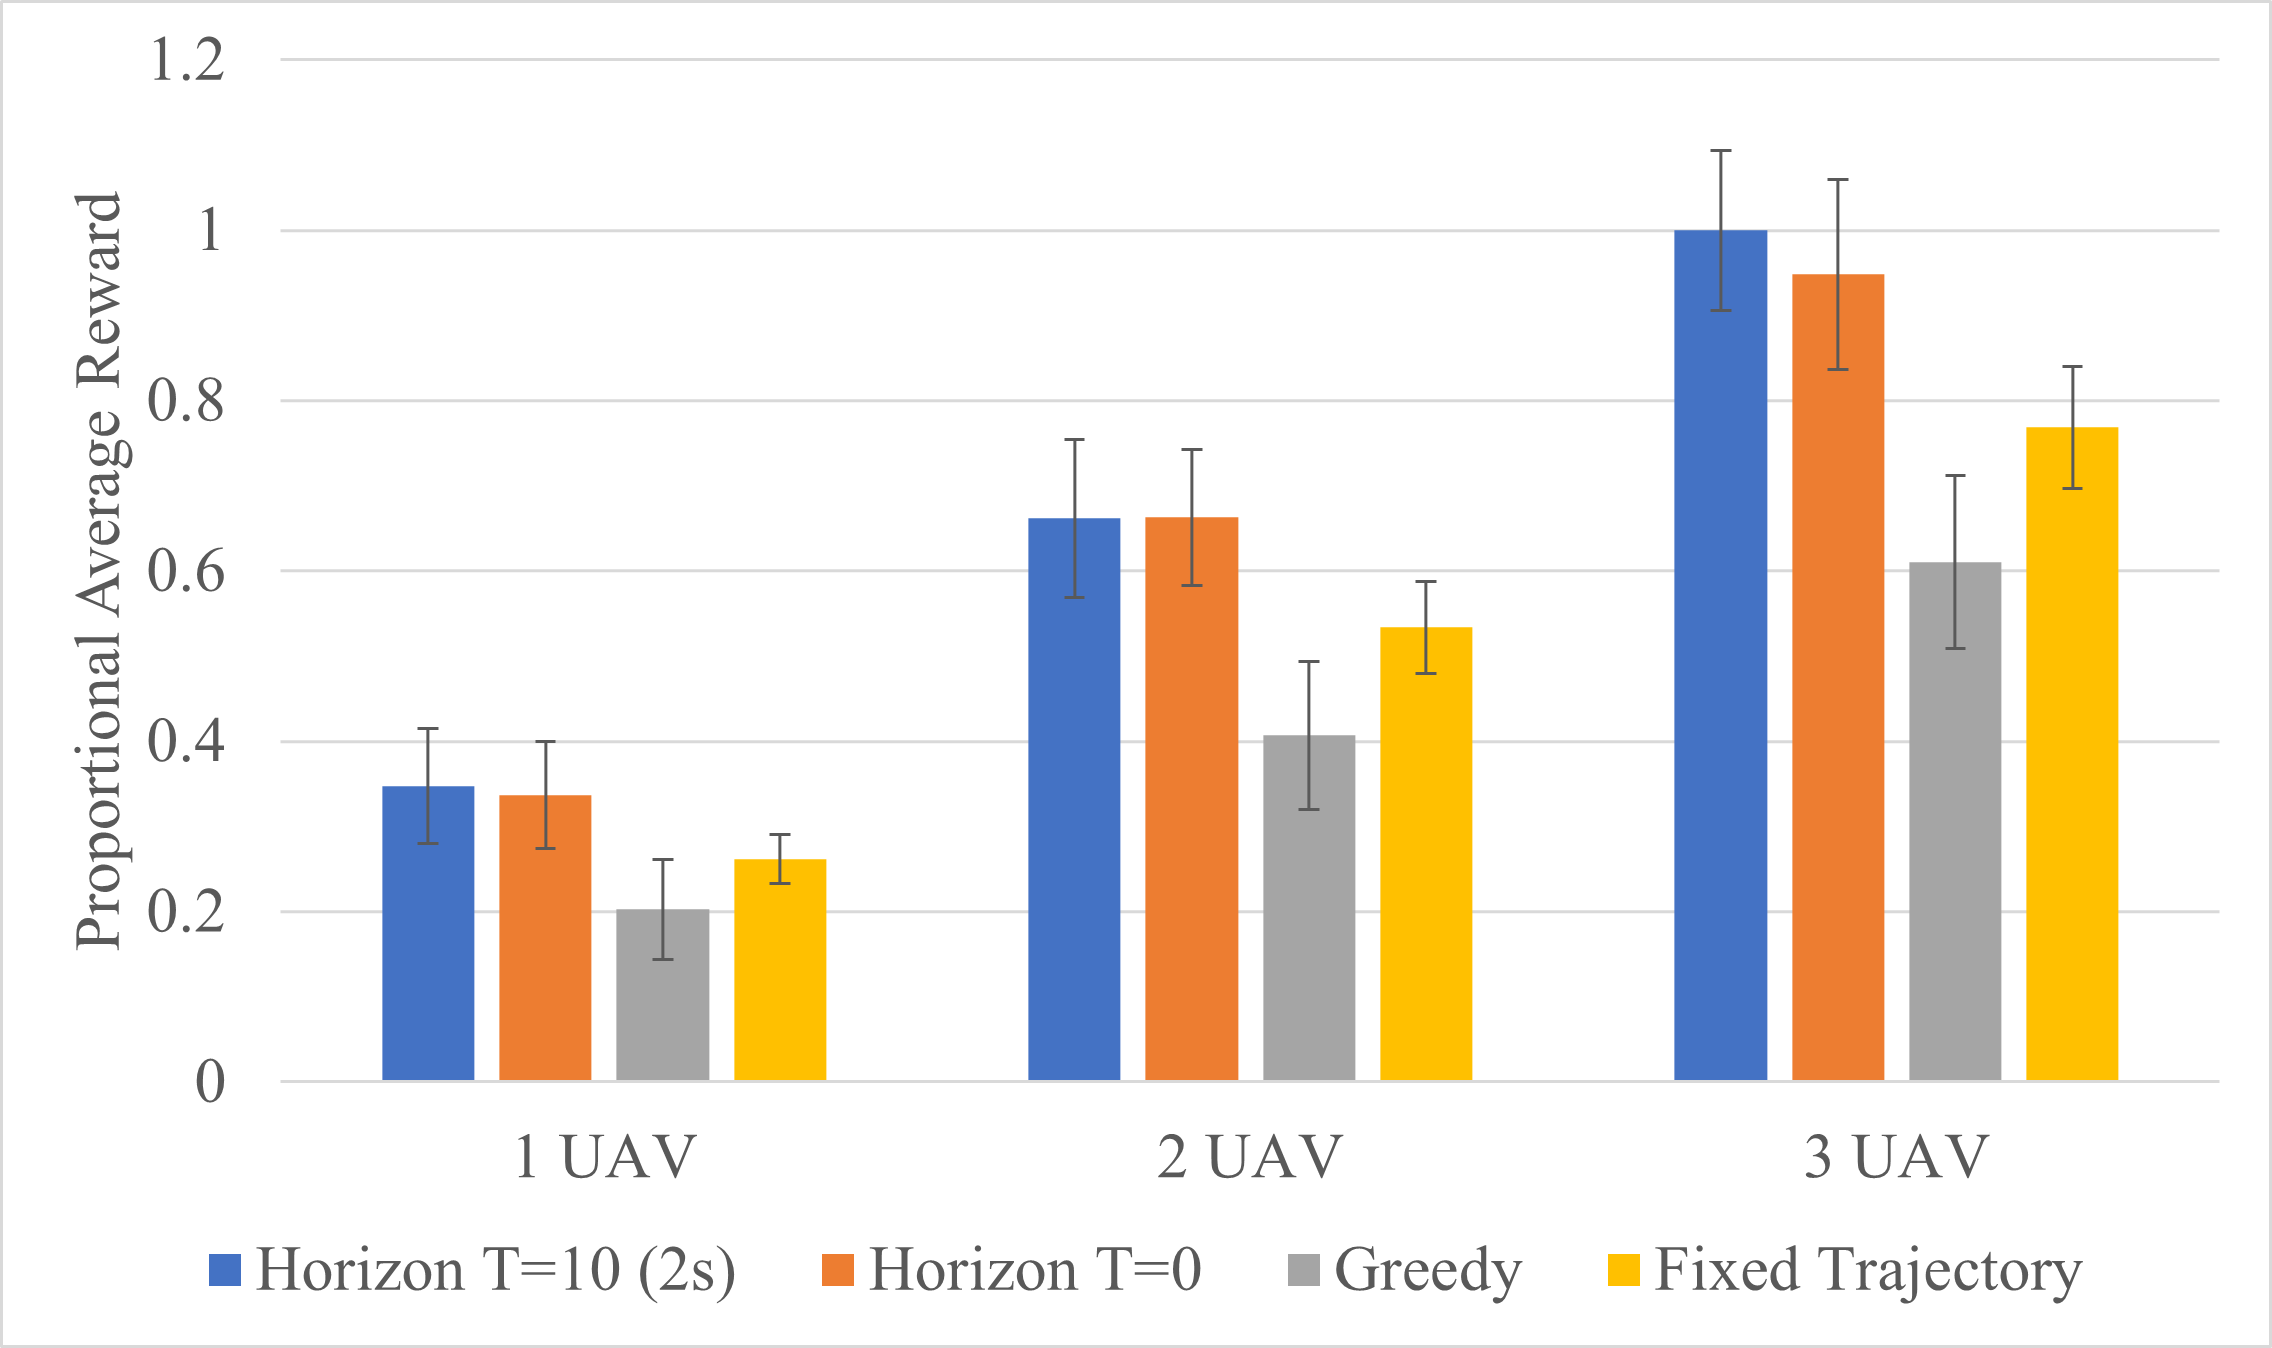 Proportional Average Reward
1.2
1
0.8
0.6
0.4
0.2
0
1 UAV
2 UAV
3 UAV
Horizon T=10 (2s)
Horizon T=0
Greedy
Fixed Trajectory